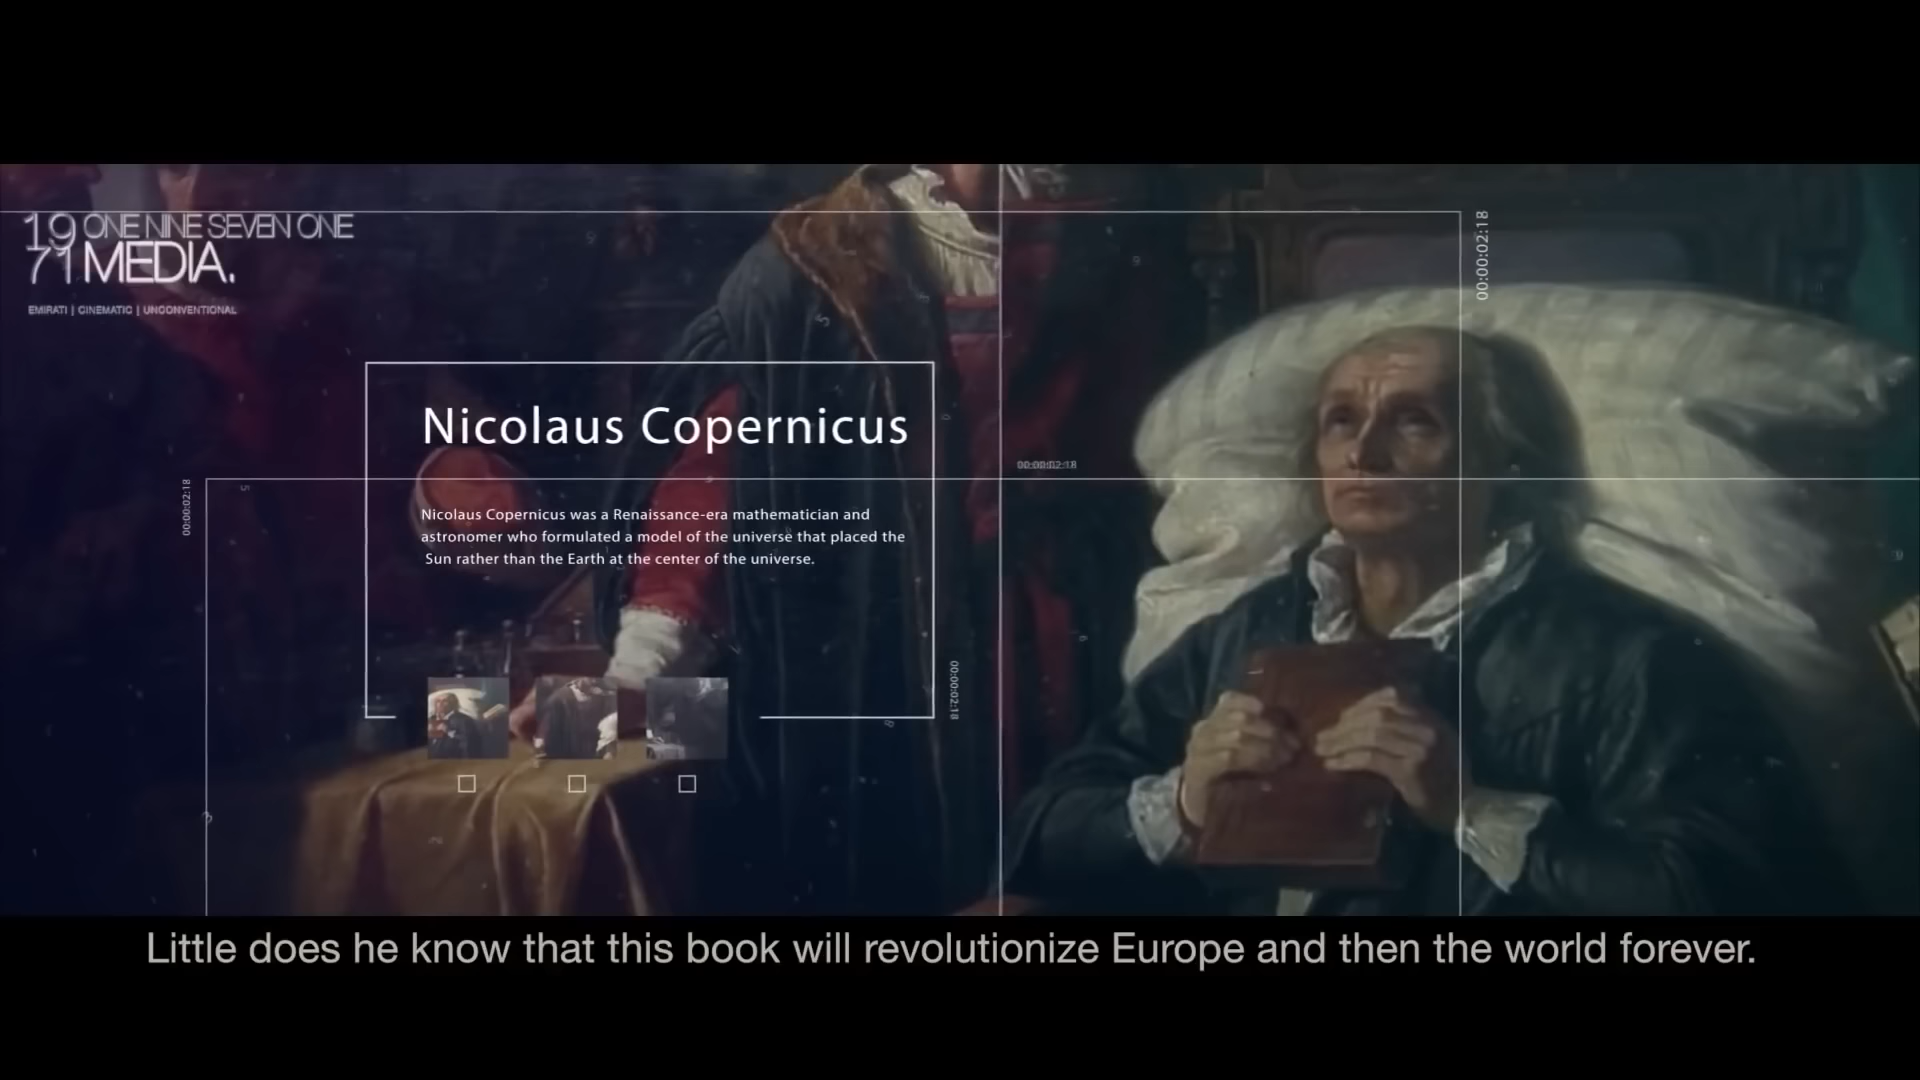 19 ONE NINE SEVEN ONE
71 MEDIA.
EMIRATI | CINEMATIC | UNCONVENTIONAL
00:00:02:18
Nicolaus Copernicus
00:00:02:18
00:00:02:18
Nicolaus Copernicus was a Renaissance-era mathematician and
astronomer who formulated a model of the universe that placed the
Sun rather than the Earth at the center of the universe.
00:00:02:18
Little does he know that this book will revolutionize Europe and then the world forever.